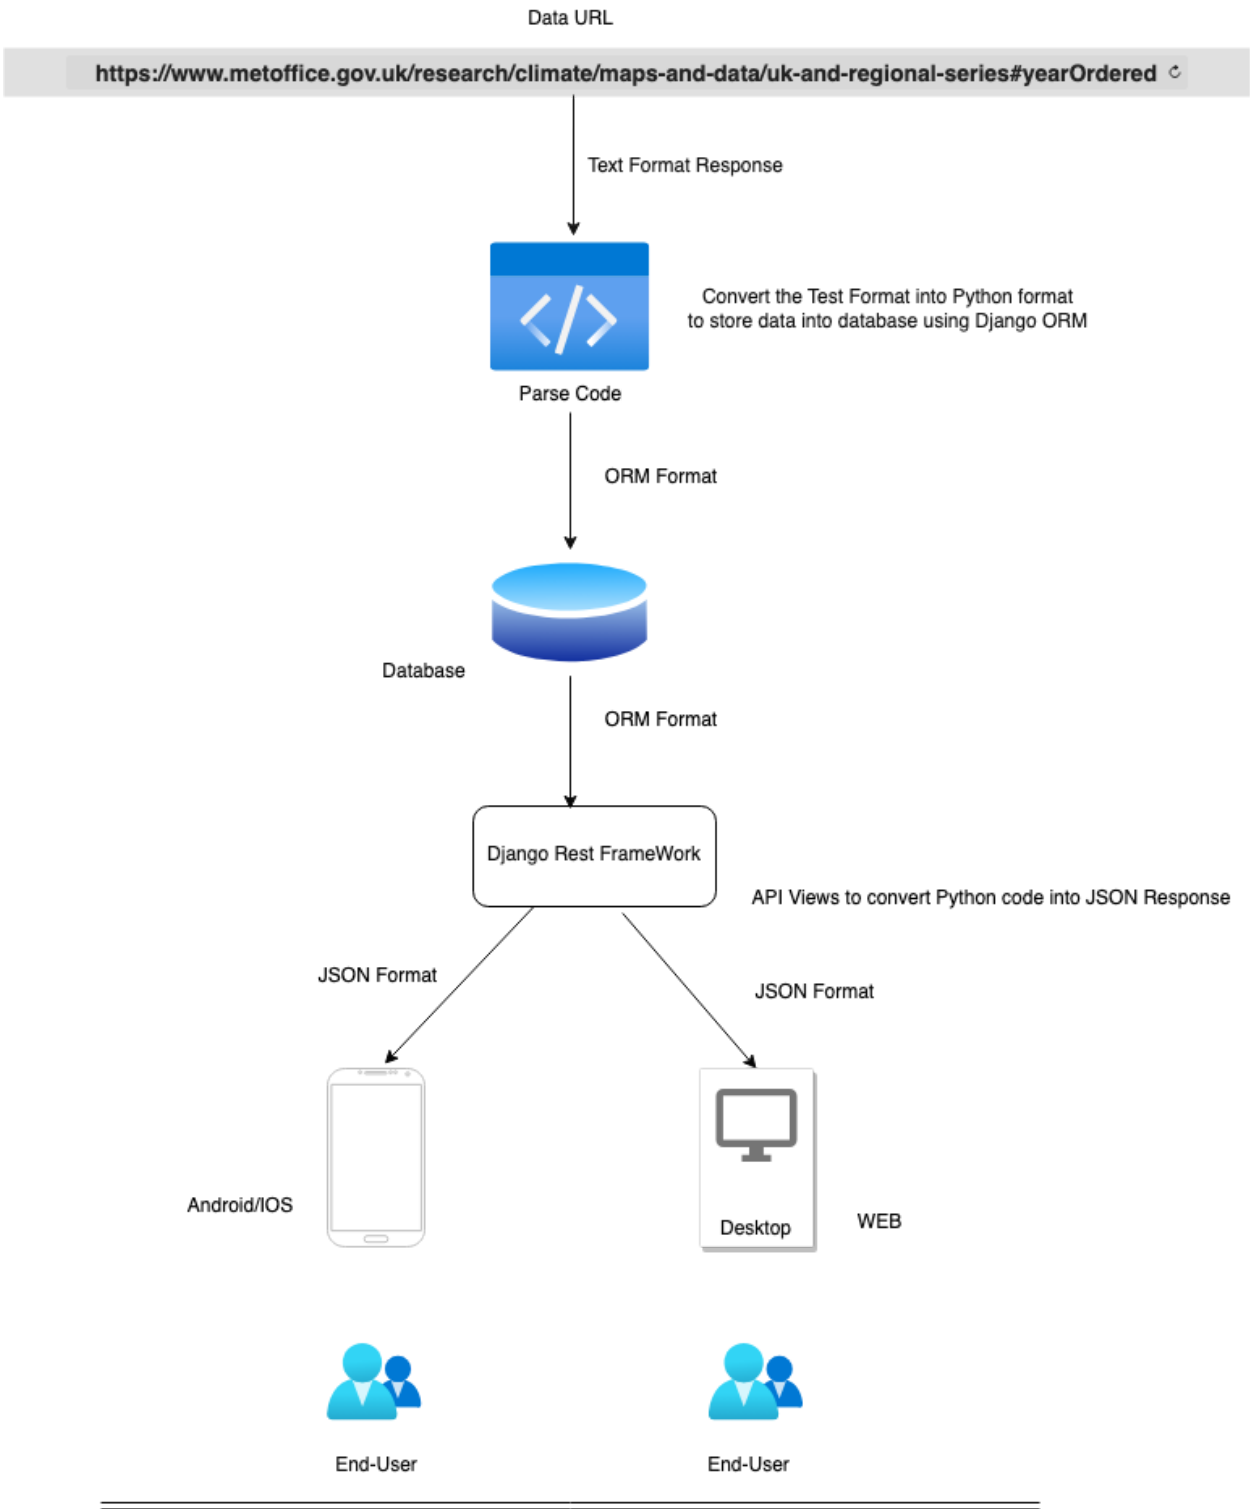 Data URL
https://www.metoffice.gov.uk/research/climate/maps-and-data/uk-and-regional-series#yearOrdered
Text Format Response
Convert the Test Format into Python format
to store data into database using Django ORM
Parse Code
ORM Format
Database
ORM Format
Django Rest FrameWork
API Views to convert Python code into JSON Response
JSON Format
JSON Format
Android/IOS
Desktop
WEB
End-User
End-User